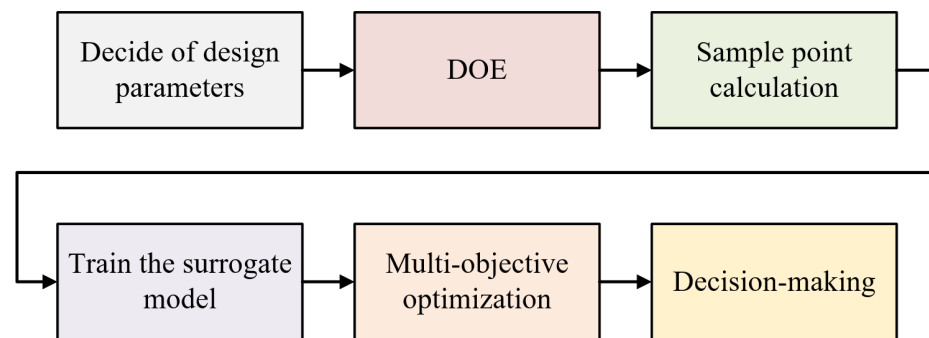 Decide of design
parameters
DOE
Sample point
calculation
Train the surrogate
model
Multi-objective
optimization
Decision-making